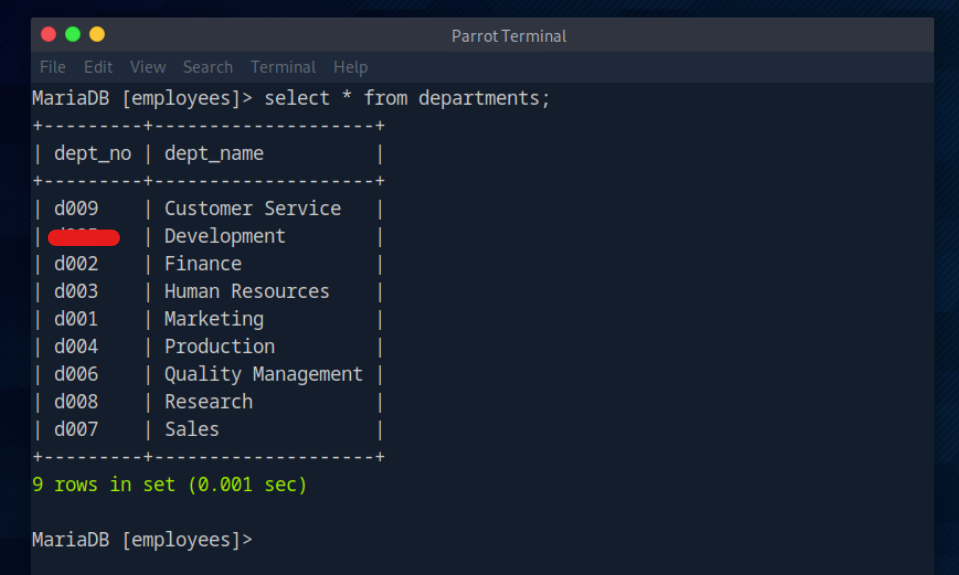 Parrot Terminal
File Edit View Search Terminal Help
MariaDB [employees]> select * from departments;
+---------+--------------------+
| dept_no | dept_name          |
+---------+--------------------+
| d009    | Customer Service   |
|         | Development        |
| d002    | Finance            |
| d003    | Human Resources    |
| d001    | Marketing          |
| d004    | Production         |
| d006    | Quality Management |
| d008    | Research           |
| d007    | Sales              |
+---------+--------------------+
9 rows in set (0.001 sec)
MariaDB [employees]>